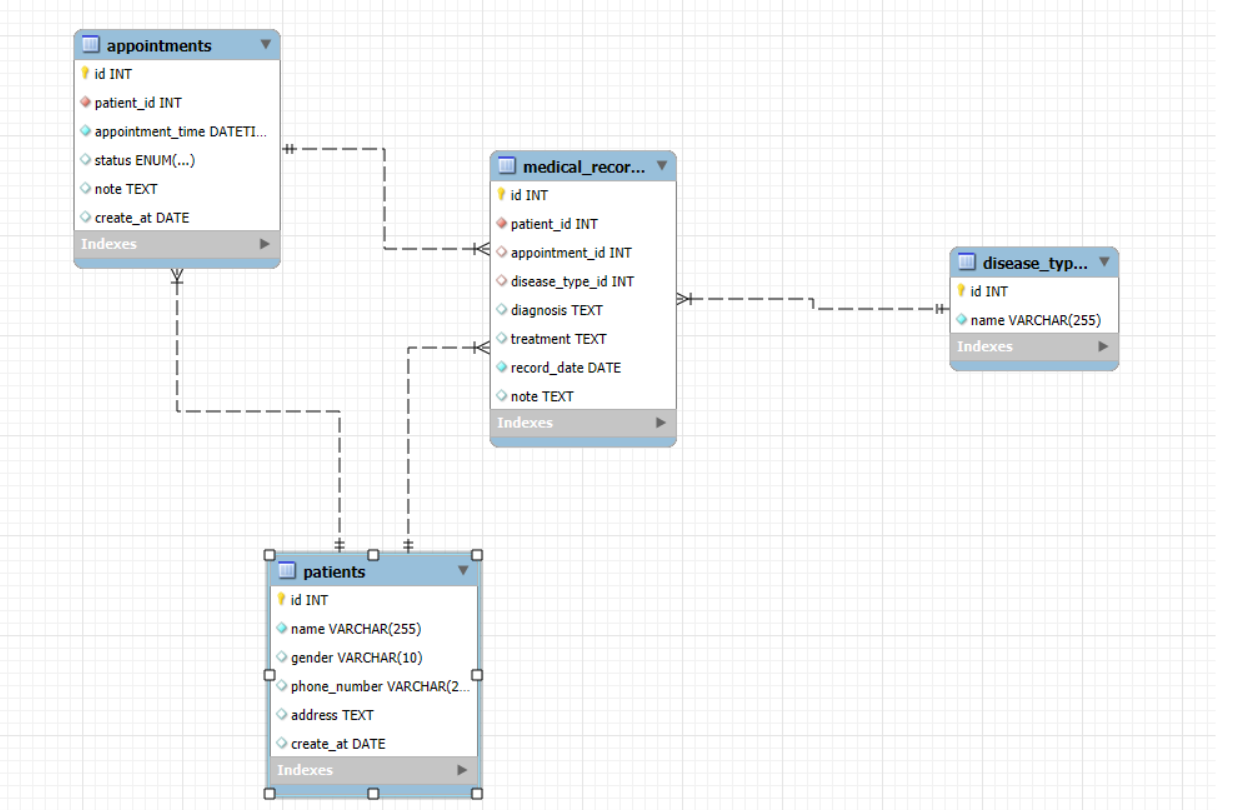 appointments
id INT
patient_id INT
appointment_time DATETI...
status ENUM(...)
note TEXT
create_at DATE
Indexes
medical_recor...
id INT
patient_id INT
appointment_id INT
disease_type_id INT
diagnosis TEXT
treatment TEXT
record_date DATE
note TEXT
Indexes
disease_typ...
id INT
name VARCHAR(255)
Indexes
patients
id INT
name VARCHAR(255)
gender VARCHAR(10)
phone_number VARCHAR(2...
address TEXT
create_at DATE
Indexes